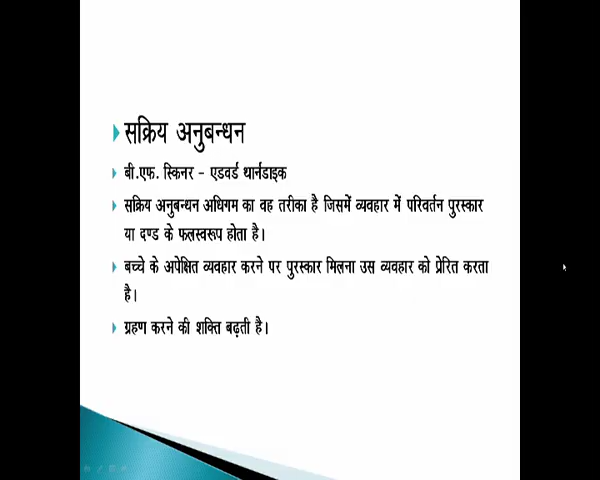 सक्रिय अनुबन्धन
बी.एफ. स्किनर - एडवर्ड थार्नडाइक
सक्रिय अनुबन्धन अधिगम का वह तरीका है जिसमें व्यवहार में परिवर्तन पुरस्कार
या दण्ड के फलस्वरूप होता है।
बच्चे के अपेक्षित व्यवहार करने पर पुरस्कार मिलना उस व्यवहार को प्रेरित करता
है।
ग्रहण करने की शक्ति बढ़ती है।